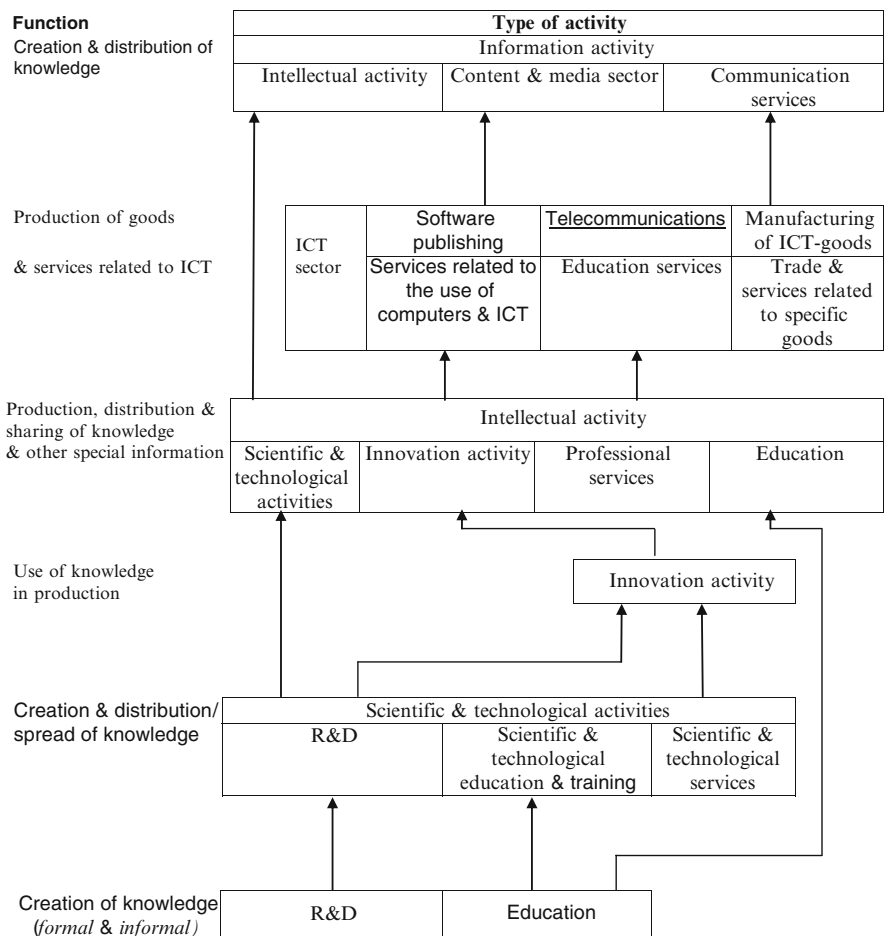 Function
Type of activity
Creation & distribution of
knowledge
Information activity
Intellectual activity
Content & media sector
Communication
services
Production of goods
& services related to ICT
ICT
sector
Software
publishing
Telecommunications
Manufacturing
of ICT-goods
Services related to
the use of
computers & ICT
Education services
Trade &
services related
to specific
goods
Production, distribution &
sharing of knowledge
& other special information
Intellectual activity
Scientific &
technological
activities
Innovation activity
Professional
services
Education
Use of knowledge
in production
Innovation activity
Creation & distribution/
spread of knowledge
Scientific & technological activities
R&D
Scientific &
technological
education & training
Scientific &
technological
services
Creation of knowledge
(formal & informal)
R&D
Education